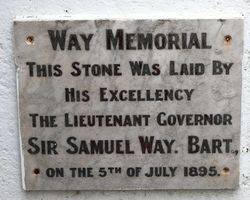 WAY MEMORIAL
THIS STONE WAS LAID BY
HIS EXCELLENCY
THE LIEUTENANT GOVERNOR
SIR SAMUEL WAY. BART.,
ON THE 5TH OF JULY 1895.